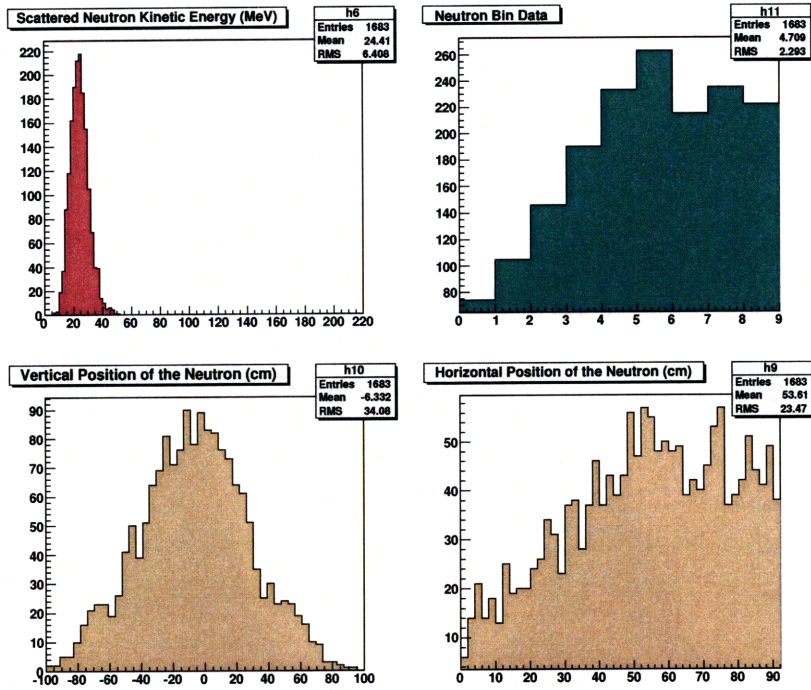 Scattered Neutron Kinetic Energy (MeV)
h6
Entries 1683
Mean 24.41
RMS 6.408
220
200
180
160
140
120
100
80
60
40
20
0
0 20 40 60 80 100 120 140 160 180 200 220
Neutron Bin Data
h11
Entries 1683
Mean 4.709
RMS 2.293
260
240
220
200
180
160
140
120
100
80
0 1 2 3 4 5 6 7 8 9
Vertical Position of the Neutron (cm)
h10
Entries 1683
Mean -6.332
RMS 34.08
90
80
70
60
50
40
30
20
10
0
-100 -80 -60 -40 -20 0 20 40 60 80 100
Horizontal Position of the Neutron (cm)
h9
Entries 1683
Mean 53.61
RMS 23.47
50
40
30
20
10
0 10 20 30 40 50 60 70 80 90